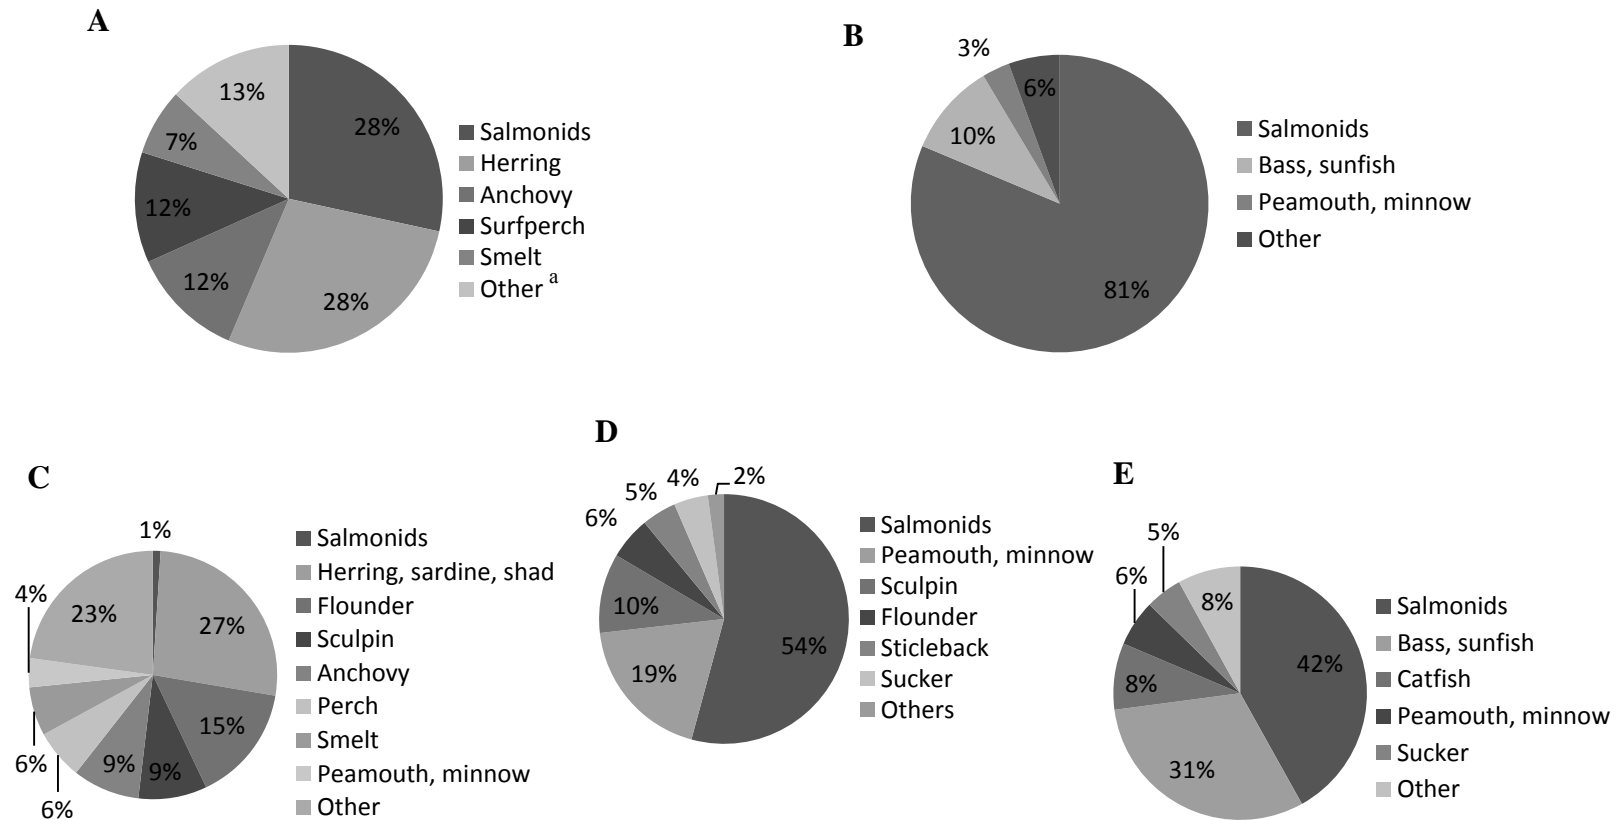 A
28%
28%
12%
12%
7%
13%
Salmonids
Herring
Anchovy
Surfperch
Smelt
Other a
B
3%
6%
10%
81%
Salmonids
Bass, sunfish
Peamouth, minnow
Other
C
1%
27%
15%
9%
9%
6%
6%
4%
23%
Salmonids
Herring, sardine, shad
Flounder
Sculpin
Anchovy
Perch
Smelt
Peamouth, minnow
Other
D
2%
4%
5%
6%
10%
19%
54%
Salmonids
Peamouth, minnow
Sculpin
Flounder
Sticleback
Sucker
Others
E
5%
6%
8%
8%
42%
31%
Salmonids
Bass, sunfish
Catfish
Peamouth, minnow
Sucker
Other